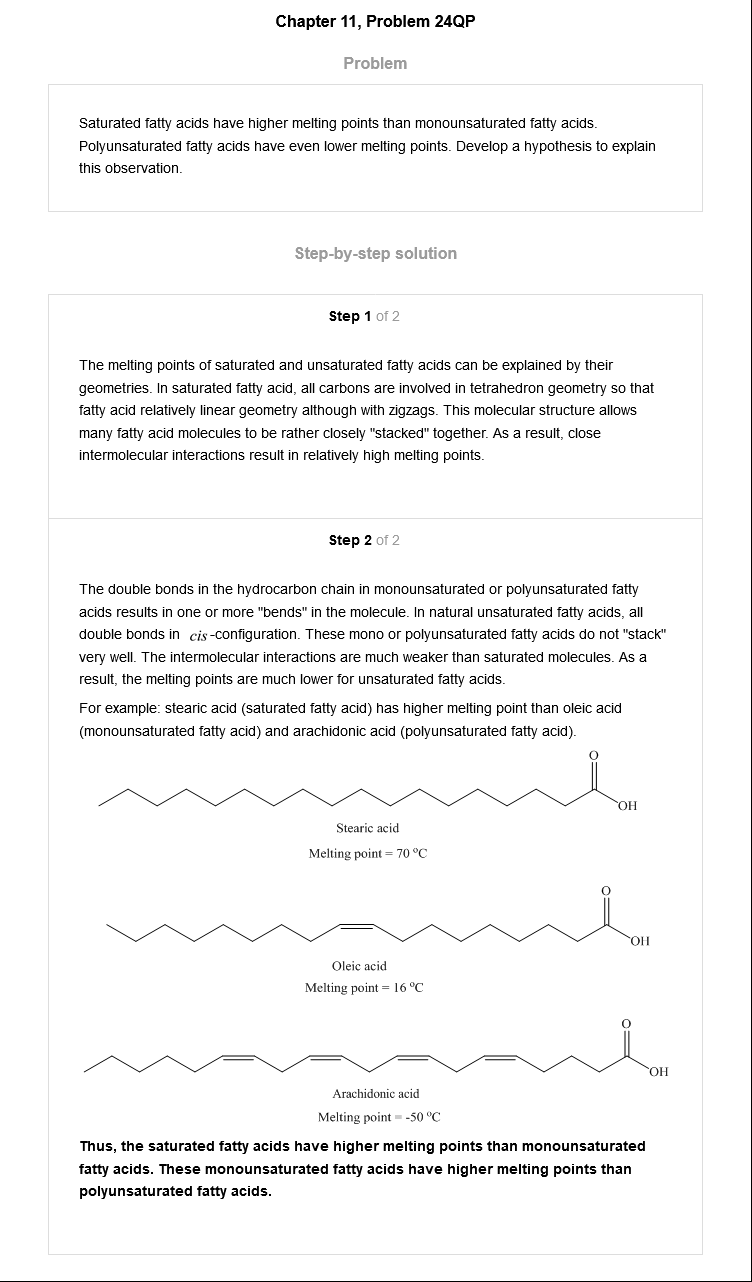 Chapter 11, Problem 24QP
Problem
Saturated fatty acids have higher melting points than monounsaturated fatty acids.
Polyunsaturated fatty acids have even lower melting points. Develop a hypothesis to explain
this observation.
Step-by-step solution
Step 1 of 2
The melting points of saturated and unsaturated fatty acids can be explained by their
geometries. In saturated fatty acid, all carbons are involved in tetrahedron geometry so that
fatty acid relatively linear geometry although with zigzags. This molecular structure allows
many fatty acid molecules to be rather closely "stacked" together. As a result, close
intermolecular interactions result in relatively high melting points.
Step 2 of 2
The double bonds in the hydrocarbon chain in monounsaturated or polyunsaturated fatty
acids results in one or more "bends" in the molecule. In natural unsaturated fatty acids, all
double bonds in cis-configuration. These mono or polyunsaturated fatty acids do not "stack"
very well. The intermolecular interactions are much weaker than saturated molecules. As a
result, the melting points are much lower for unsaturated fatty acids.
For example: stearic acid (saturated fatty acid) has higher melting point than oleic acid
(monounsaturated fatty acid) and arachidonic acid (polyunsaturated fatty acid).
O
OH
Stearic acid
Melting point = 70 °C
O
OH
Oleic acid
Melting point = 16 °C
O
OH
Arachidonic acid
Melting point = -50 °C
Thus, the saturated fatty acids have higher melting points than monounsaturated
fatty acids. These monounsaturated fatty acids have higher melting points than
polyunsaturated fatty acids.